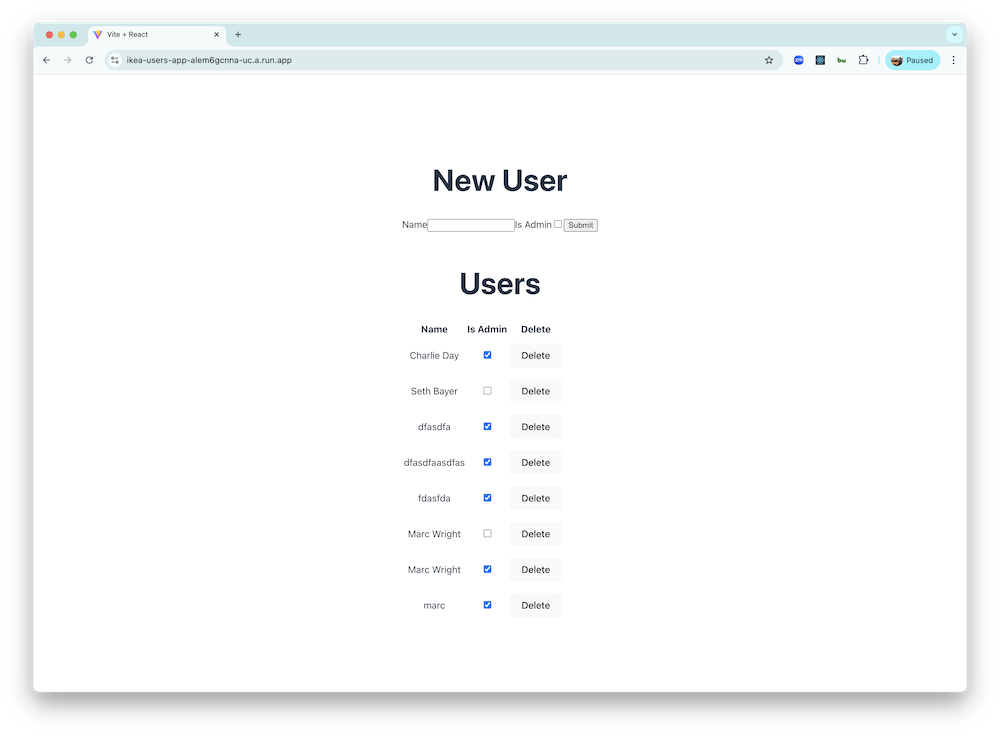 Vite + React
ikea-users-app-alem6gcnna-uc.a.run.app
zm
bw
Paused
New User
Name Is Admin Submit
Users
Name Is Admin Delete
Charlie Day Delete
Seth Bayer Delete
dfasdfa Delete
dfasdfaasdfas Delete
fdasfda Delete
Marc Wright Delete
Marc Wright Delete
marc Delete